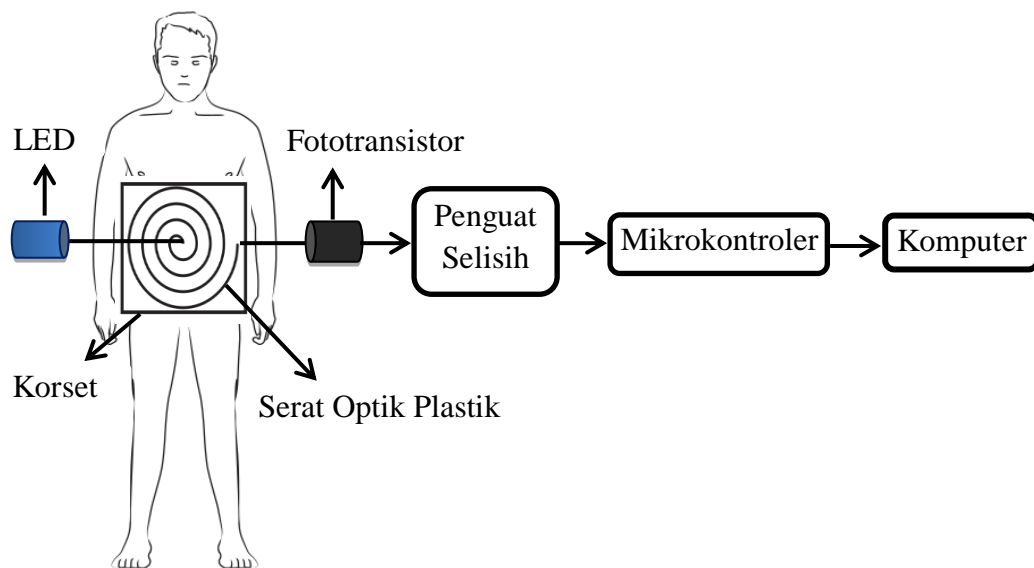 LED
Fototransistor
Penguat
Selisih
Mikrokontroler
Komputer
Korset
Serat Optik Plastik